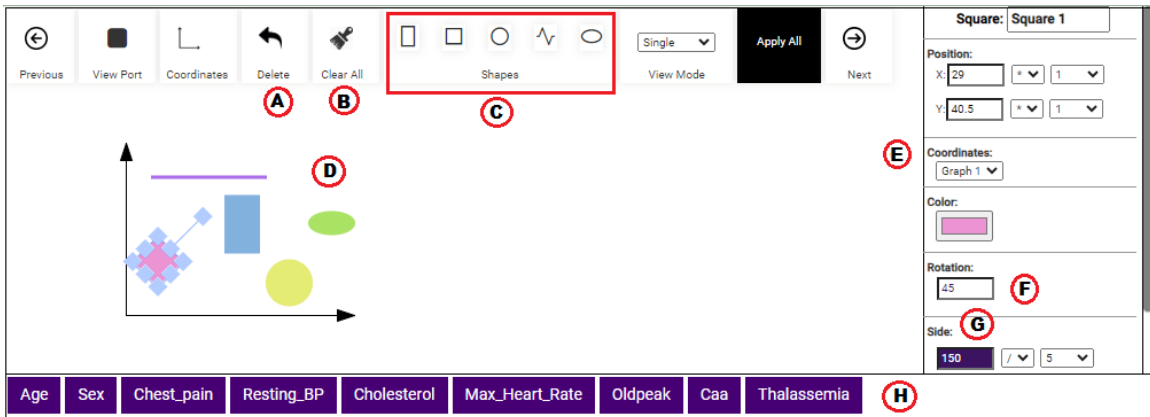 Square: Square 1
Single
Apply All
Previous
View Port
Coordinates
Delete
Clear All
Shapes
View Mode
Next
A
B
C
D
E
Position:
X: 29 * 1
Y: 40.5 * 1
Coordinates:
Graph 1
Color:
Rotation:
45
F
Side:
G
150 / 5
Age Sex Chest_pain Resting_BP Cholesterol Max_Heart_Rate Oldpeak Caa Thalassemia H